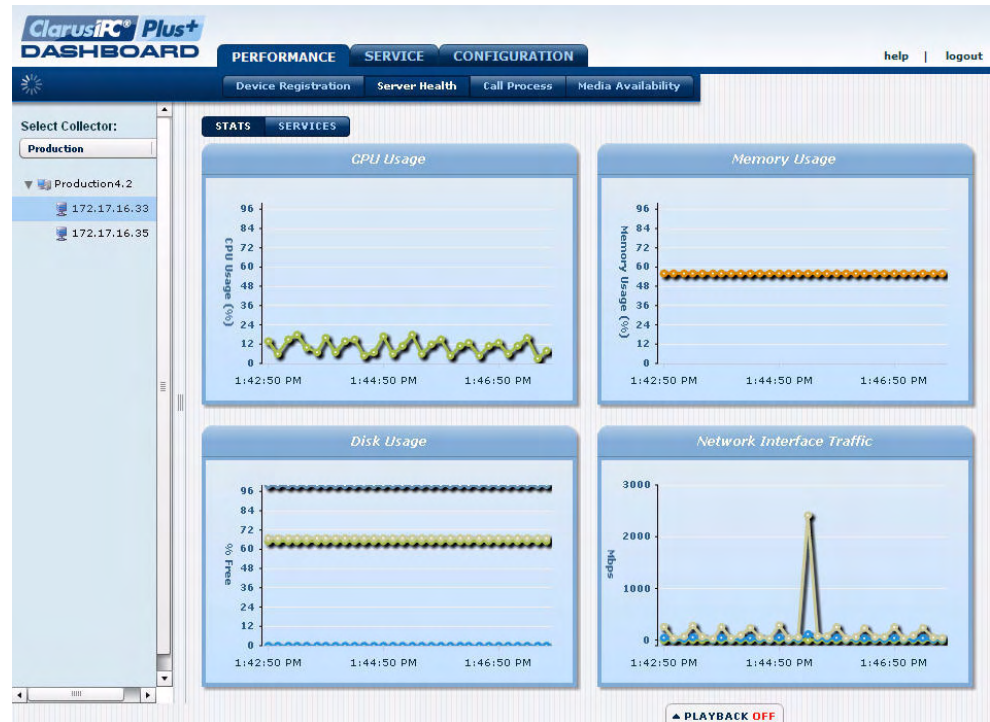 ClarusIPC® Plus+
DASHBOARD
PERFORMANCE SERVICE CONFIGURATION
help | logout
Device Registration Server Health Call Process Media Availability
Select Collector:
Production
Production4.2
172.17.16.33
172.17.16.35
STATS SERVICES
CPU Usage
CPU Usage (%)
96
84
72
60
48
36
24
12
0
1:42:50 PM 1:44:50 PM 1:46:50 PM
Memory Usage
Memory Usage (%)
96
84
72
60
48
36
24
12
0
1:42:50 PM 1:44:50 PM 1:46:50 PM
Disk Usage
% Free
96
84
72
60
48
36
24
12
0
1:42:50 PM 1:44:50 PM 1:46:50 PM
Network Interface Traffic
Mbps
3000
2000
1000
0
1:42:50 PM 1:44:50 PM 1:46:50 PM
PLAYBACK OFF